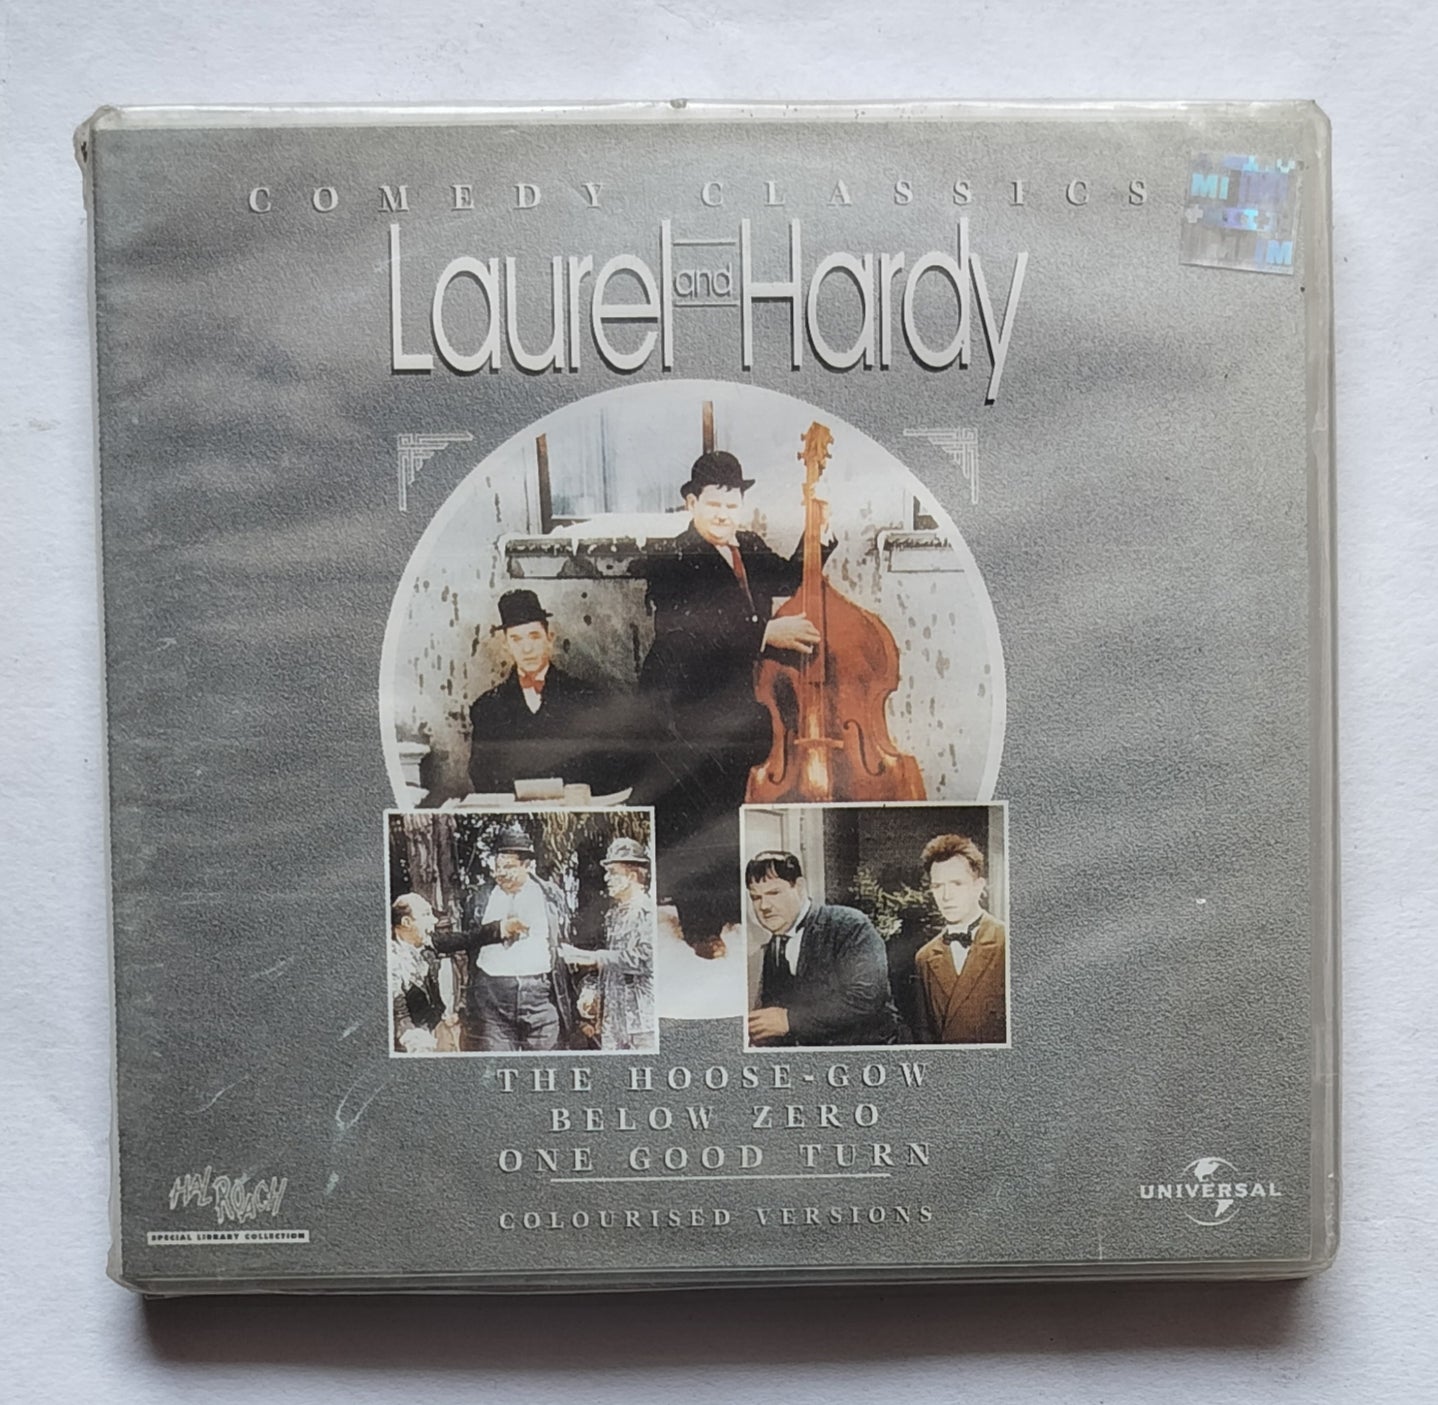 COMEDY CLASSICS
Laurel and Hardy
THE HOOSE-GOW
BELOW ZERO
ONE GOOD TURN
COLOURISED VERSIONS
HAL ROACH
SPECIAL LIBRARY COLLECTION
UNIVERSAL